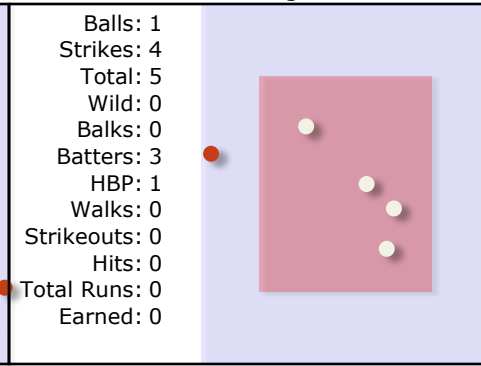 Balls: 1
Strikes: 4
Total: 5
Wild: 0
Balks: 0
Batters: 3
HBP: 1
Walks: 0
Strikeouts: 0
Hits: 0
Total Runs: 0
Earned: 0